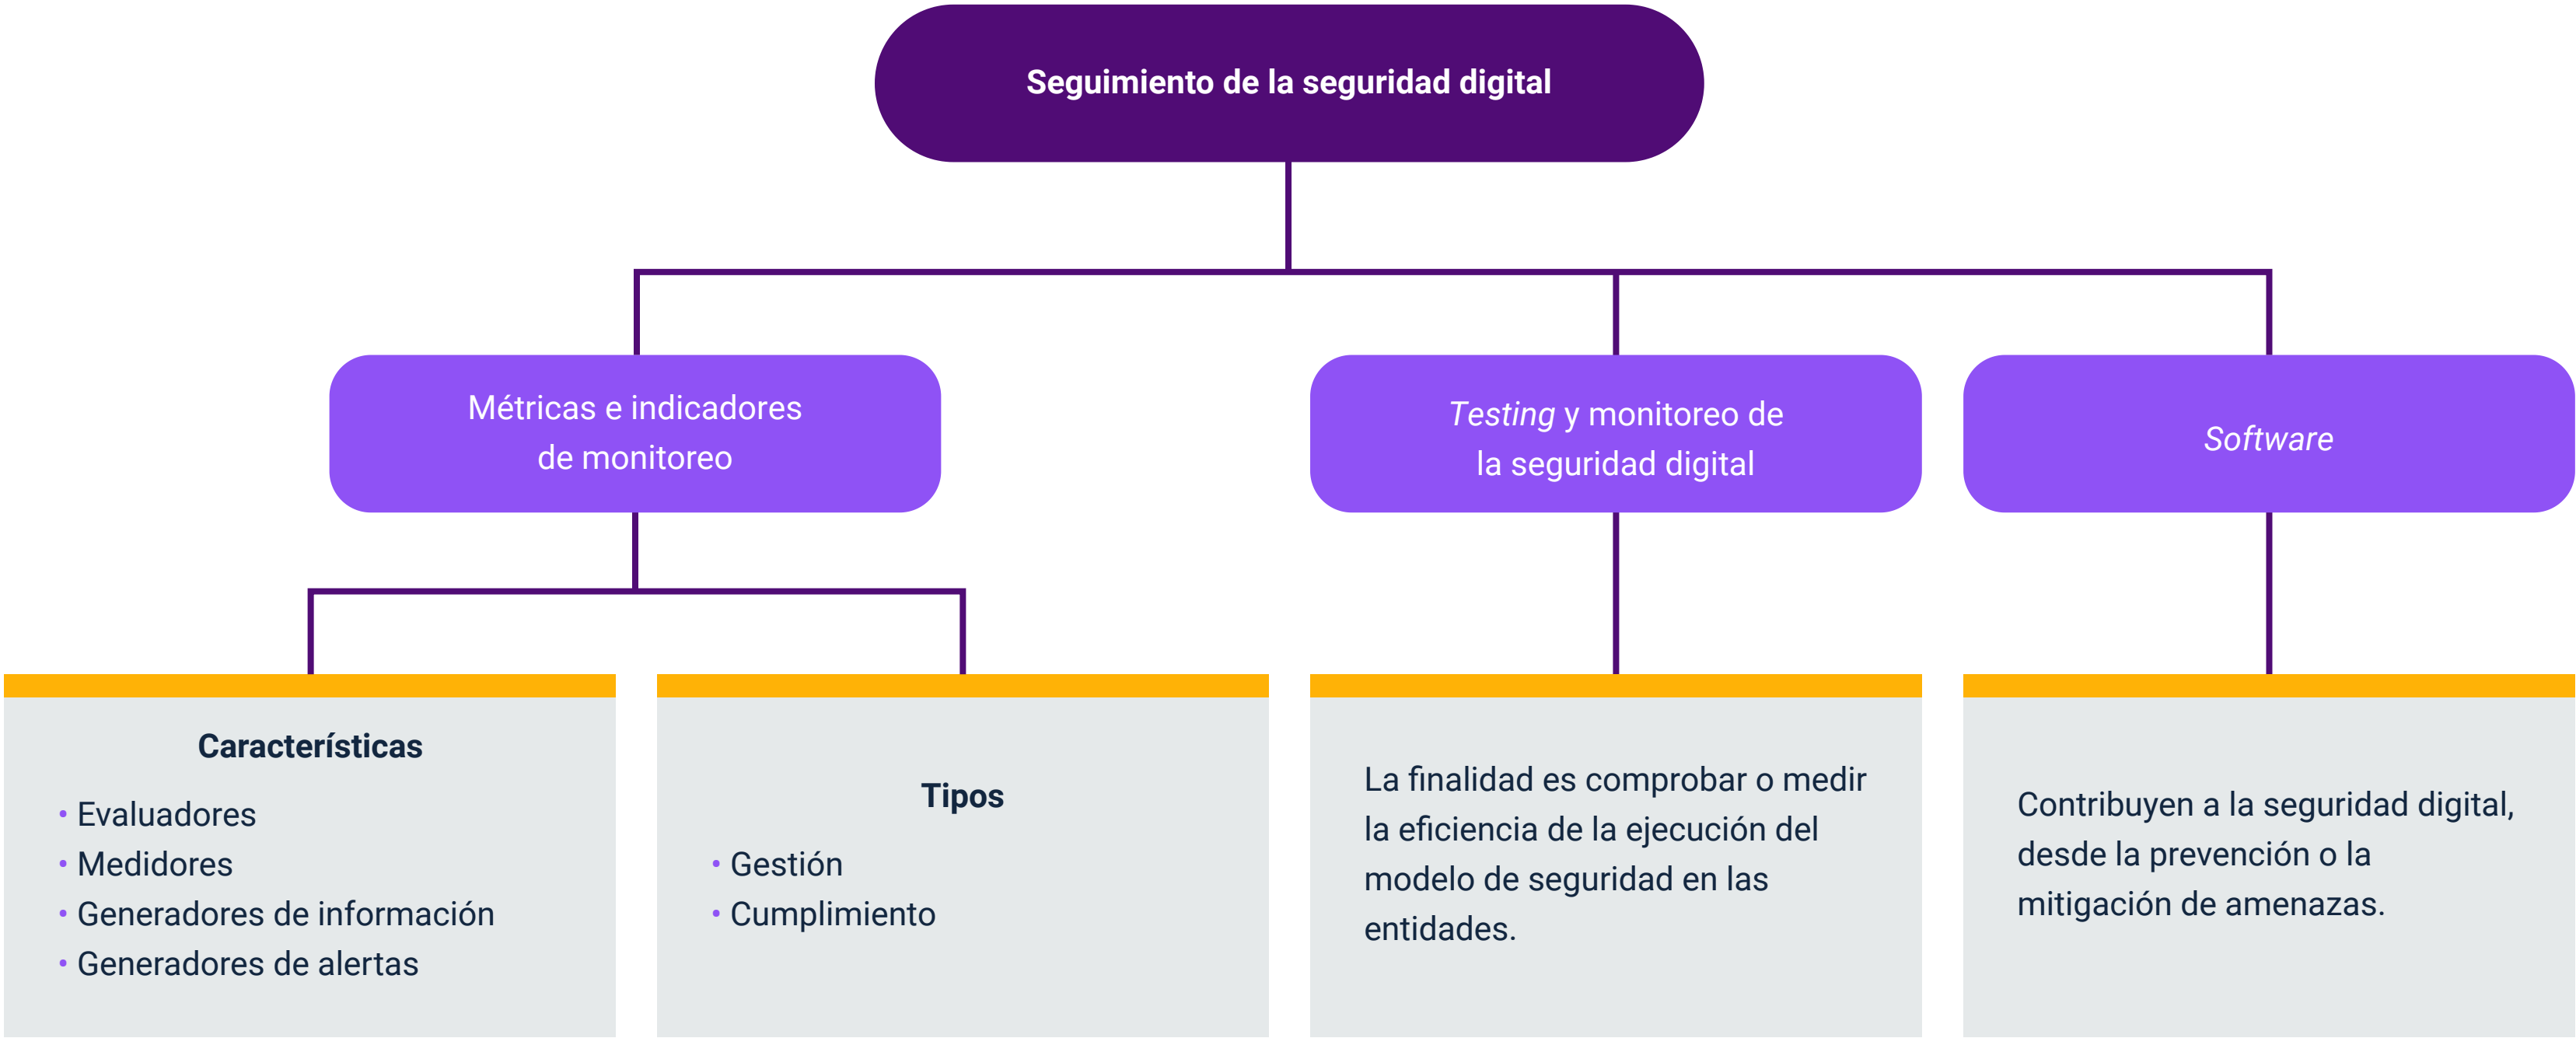 Seguimiento de la seguridad digital
Métricas e indicadores
de monitoreo
Testing y monitoreo de
la seguridad digital
Software
Características
• Evaluadores
• Medidores
• Generadores de información
• Generadores de alertas
Tipos
• Gestión
• Cumplimiento
La finalidad es comprobar o medir
la eficiencia de la ejecución del
modelo de seguridad en las
entidades.
Contribuyen a la seguridad digital,
desde la prevención o la
mitigación de amenazas.